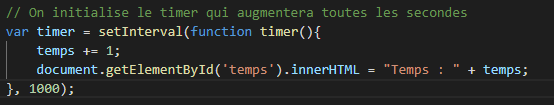 // On initialise le timer qui augmentera toutes les secondes
var timer = setInterval(function timer(){
    temps += 1;
    document.getElementById('temps').innerHTML = "Temps : " + temps;
}, 1000);